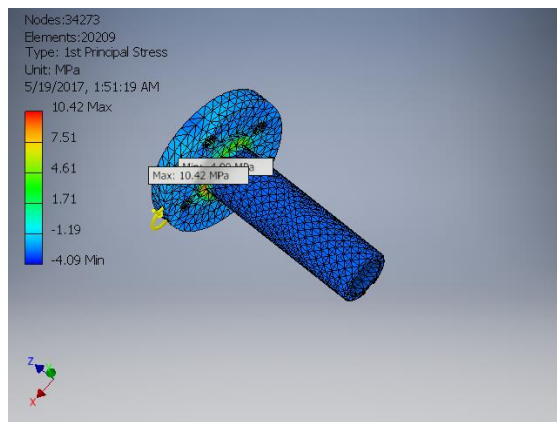 Nodes:34273
Elements:20209
Type: 1st Principal Stress
Unit: MPa
5/19/2017, 1:51:19 AM
10.42 Max
7.51
4.61
1.71
-1.19
-4.09 Min
MPa
Max: 10.42 MPa
Z
X